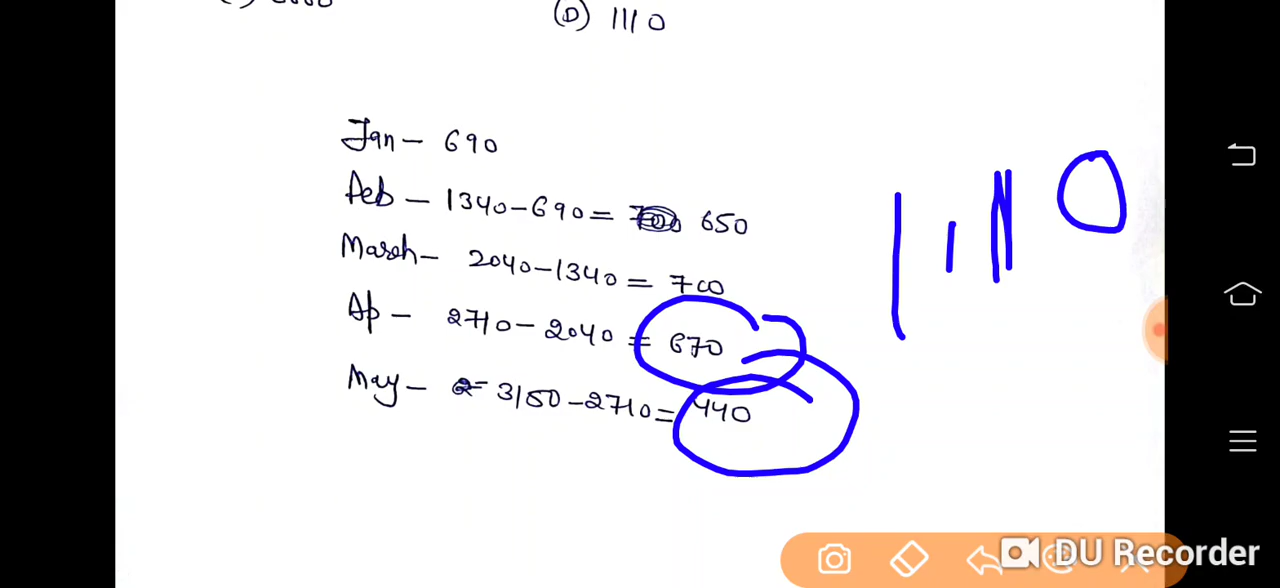 (D) 1110
Jan - 690
Feb - 1340-690= 650
March - 2040-1340 = 700
Ap - 2710-2040 = 670
May - 3150-2710= 440
1110
DU Recorder